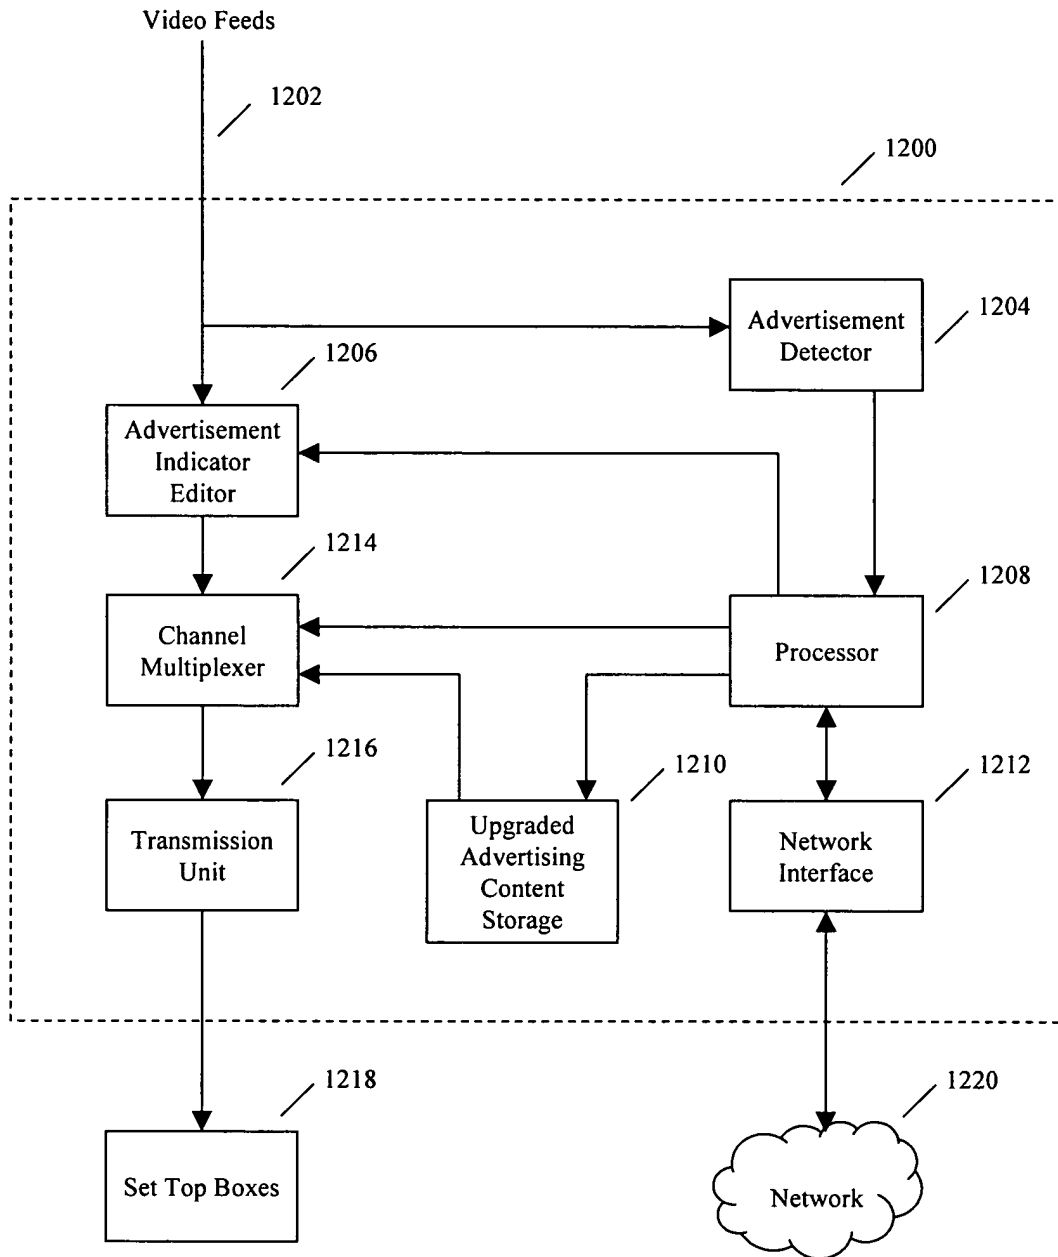 Video Feeds
1202
1200
Advertisement
Detector
1204
1206
Advertisement
Indicator
Editor
1214
Channel
Multiplexer
1208
Processor
1216
Transmission
Unit
1210
Upgraded
Advertising
Content
Storage
1212
Network
Interface
1218
Set Top Boxes
1220
Network